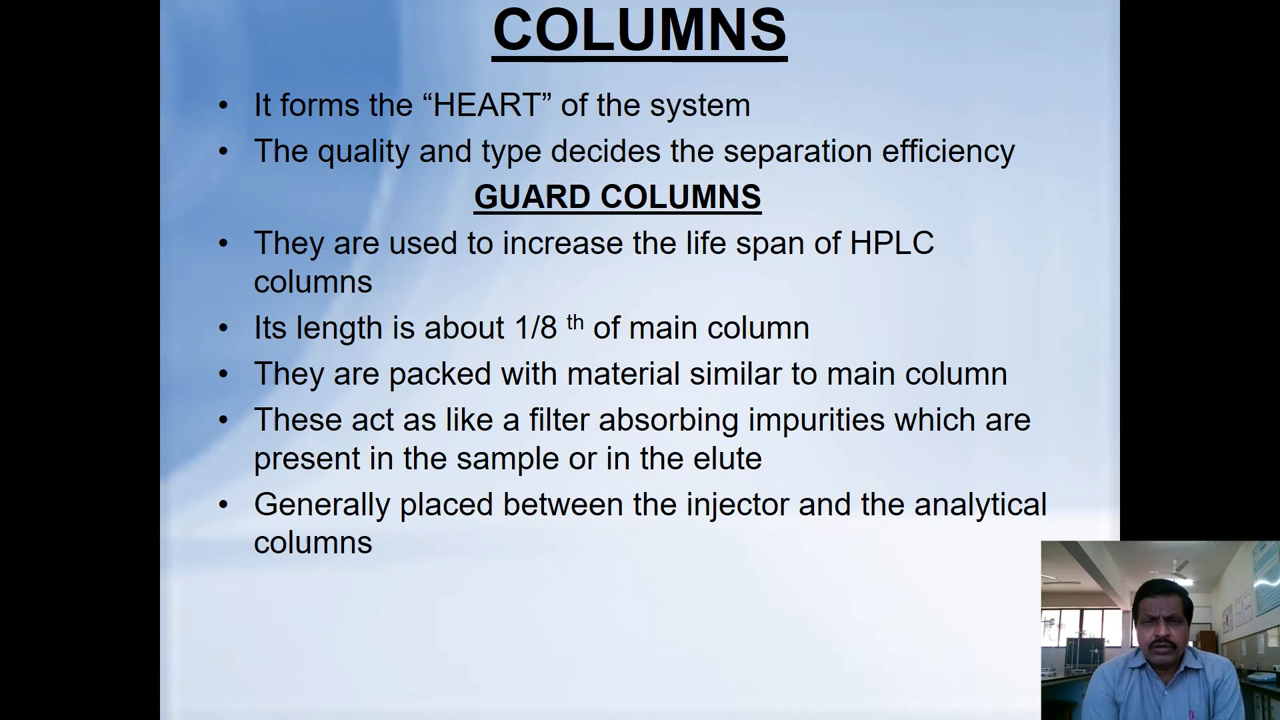 COLUMNS
• It forms the “HEART” of the system
• The quality and type decides the separation efficiency
GUARD COLUMNS
• They are used to increase the life span of HPLC
columns
• Its length is about 1/8 th of main column
• They are packed with material similar to main column
• These act as like a filter absorbing impurities which are
present in the sample or in the elute
• Generally placed between the injector and the analytical
columns